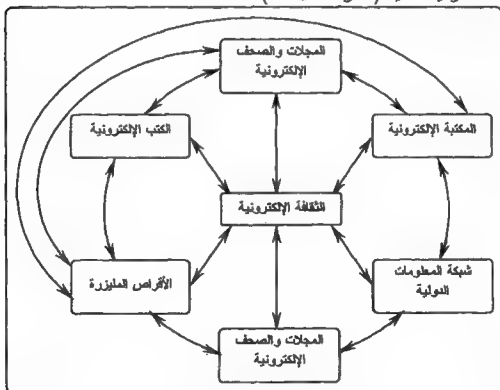 المجلات والصحف
الإلكترونية
المكتبة الإلكترونية
الكتب الإلكترونية
الثقافة الإلكترونية
شبكة المعلومات
الدولية
الأقراص المليزرة
المجلات والصحف
الإلكترونية